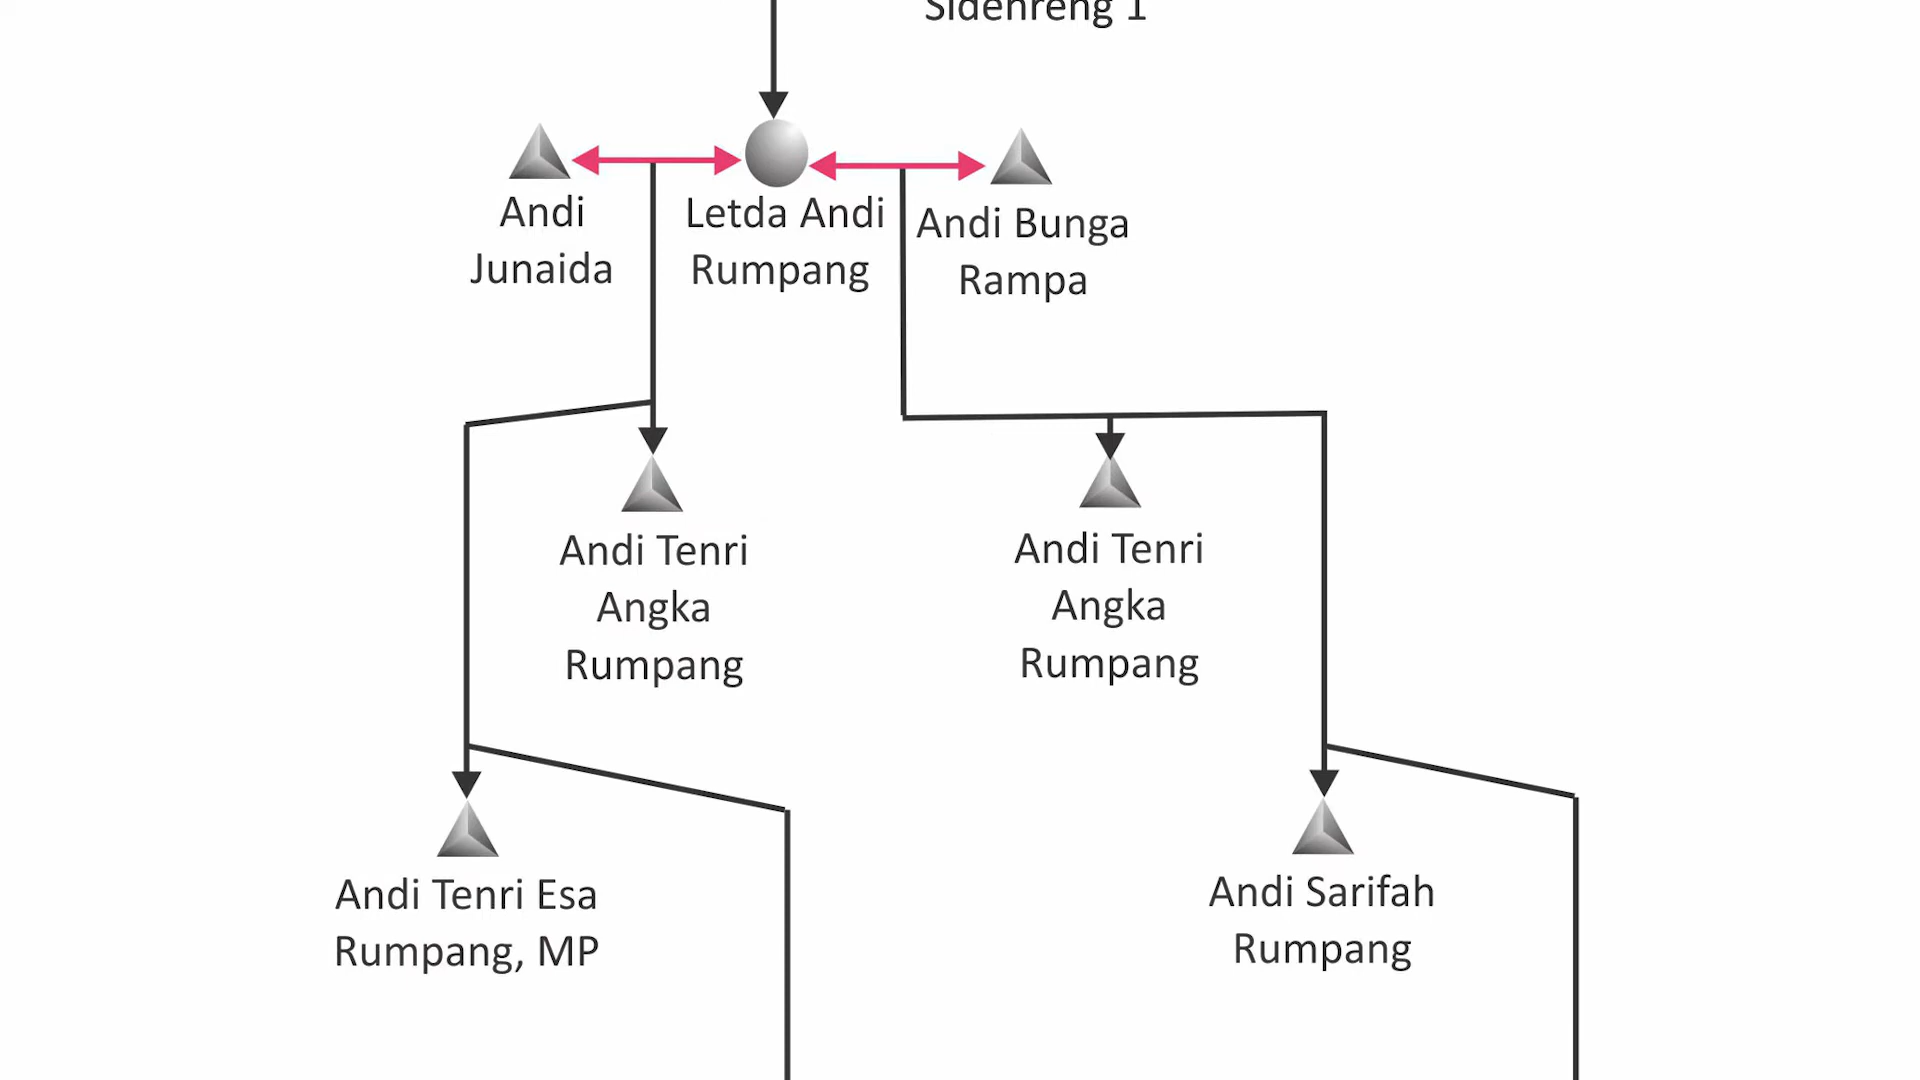 Sidenreng 1
Andi
Junaida
Letda Andi
Rumpang
Andi Bunga
Rampa
Andi Tenri
Angka
Rumpang
Andi Tenri
Angka
Rumpang
Andi Tenri Esa
Rumpang, MP
Andi Sarifah
Rumpang